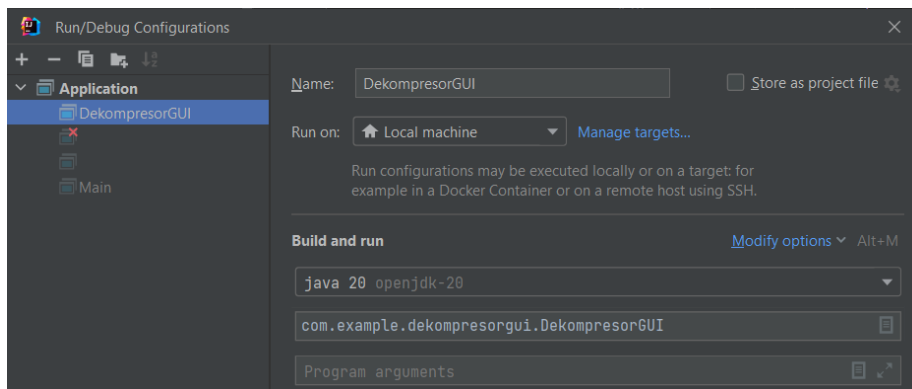 Run/Debug Configurations
Application
DekompresorGUI
Main
Name: DekompresorGUI Store as project file
Run on: Local machine Manage targets...
Run configurations may be executed locally or on a target: for
example in a Docker Container or on a remote host using SSH.
Build and run Modify options Alt+M
java 20 openjdk-20
com.example.dekompresorgui.DekompresorGUI
Program arguments